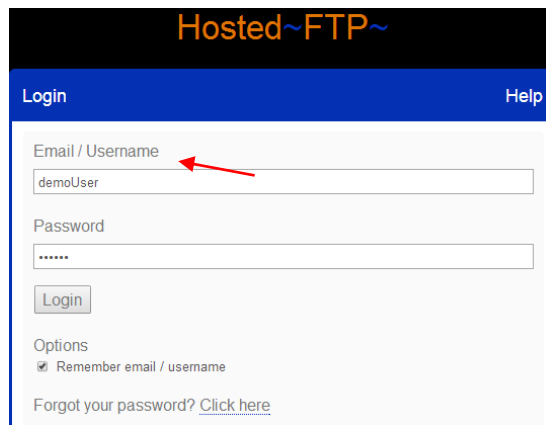 Hosted~FTP~
Login Help
Email / Username
demoUser
Password
••••••
Login
Options
Remember email / username
Forgot your password? Click here